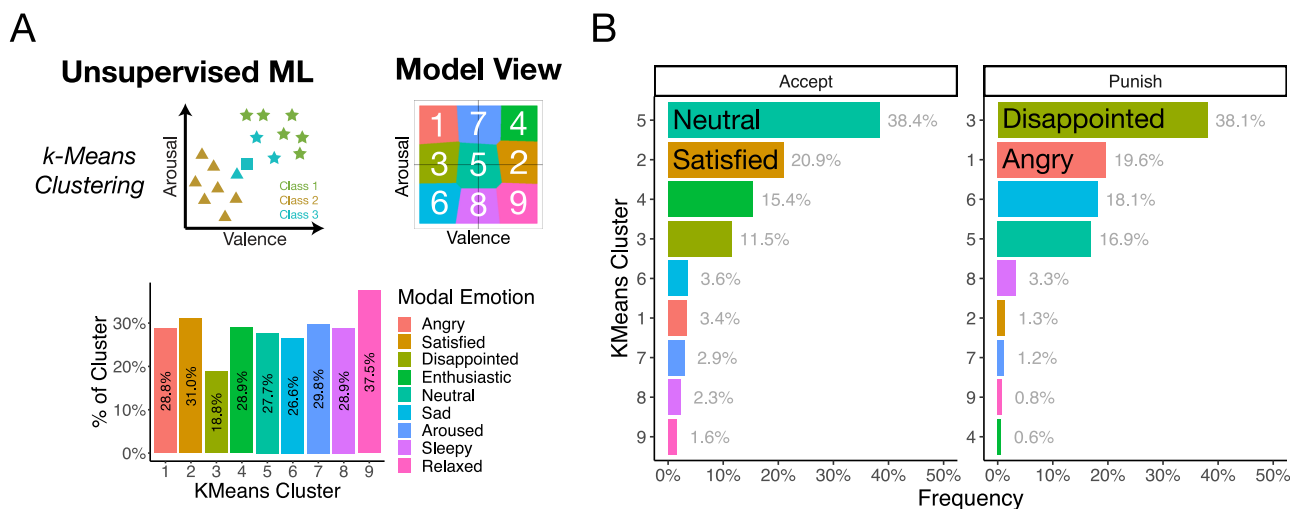 A
Unsupervised ML
k-Means
Clustering
Arousal
Class 1
Class 2
Class 3
Valence
Model View
Arousal
1 7 4
3 5 2
6 8 9
Valence
% of Cluster
30%
20%
10%
0%
28.8%
31.0%
18.8%
28.9%
27.7%
26.6%
29.8%
28.9%
37.5%
1 2 3 4 5 6 7 8 9
KMeans Cluster
Modal Emotion
Angry
Satisfied
Disappointed
Enthusiastic
Neutral
Sad
Aroused
Sleepy
Relaxed
B
KMeans Cluster
Accept
5 Neutral 38.4%
2 Satisfied 20.9%
4 15.4%
3 11.5%
6 3.6%
1 3.4%
7 2.9%
8 2.3%
9 1.6%
0% 10% 20% 30% 40% 50%
Punish
3 Disappointed 38.1%
1 Angry 19.6%
6 18.1%
5 16.9%
8 3.3%
2 1.3%
7 1.2%
9 0.8%
4 0.6%
0% 10% 20% 30% 40% 50%
Frequency